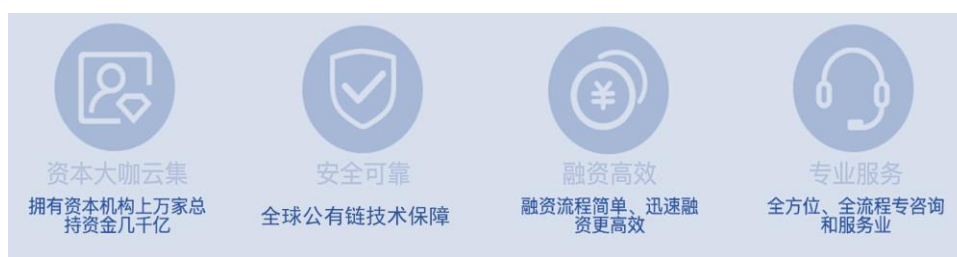 资本大咖云集
安全可靠
融资高效
专业服务
拥有资本机构上万家总
持资金几千亿
全球公有链技术保障
融资流程简单、迅速融
资更高效
全方位、全流程专咨询
和服务业
¥